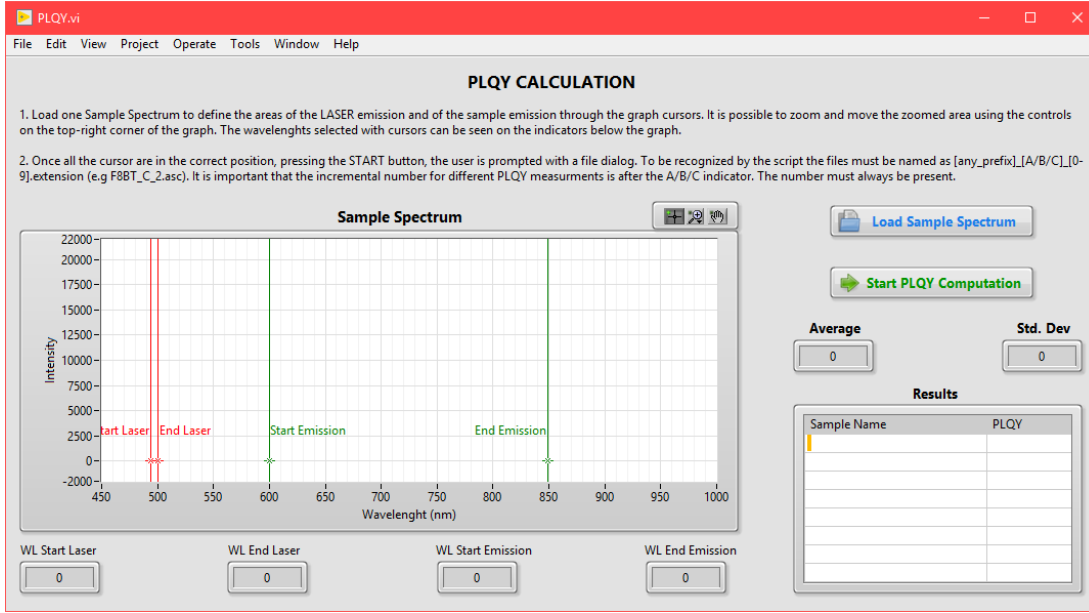 PLQY.vi
File Edit View Project Operate Tools Window Help
PLQY CALCULATION
1. Load one Sample Spectrum to define the areas of the LASER emission and of the sample emission through the graph cursors. It is possible to zoom and move the zoomed area using the controls
on the top-right corner of the graph. The wavelenghts selected with cursors can be seen on the indicators below the graph.
2. Once all the cursor are in the correct position, pressing the START button, the user is prompted with a file dialog. To be recognized by the script the files must be named as [any_prefix]_[A/B/C]_[0-
9].extension (e.g F8BT_C_2.asc). It is important that the incremental number for different PLQY measurments is after the A/B/C indicator. The number must always be present.
Sample Spectrum
22000
20000
17500
15000
12500
10000
7500
5000
2500
0
-2000
Intensity
tart Laser End Laser Start Emission End Emission
450 500 550 600 650 700 750 800 850 900 950 1000
Wavelenght (nm)
WL Start Laser WL End Laser WL Start Emission WL End Emission
0 0 0 0
Load Sample Spectrum
Start PLQY Computation
Average Std. Dev
0 0
Results
Sample Name PLQY